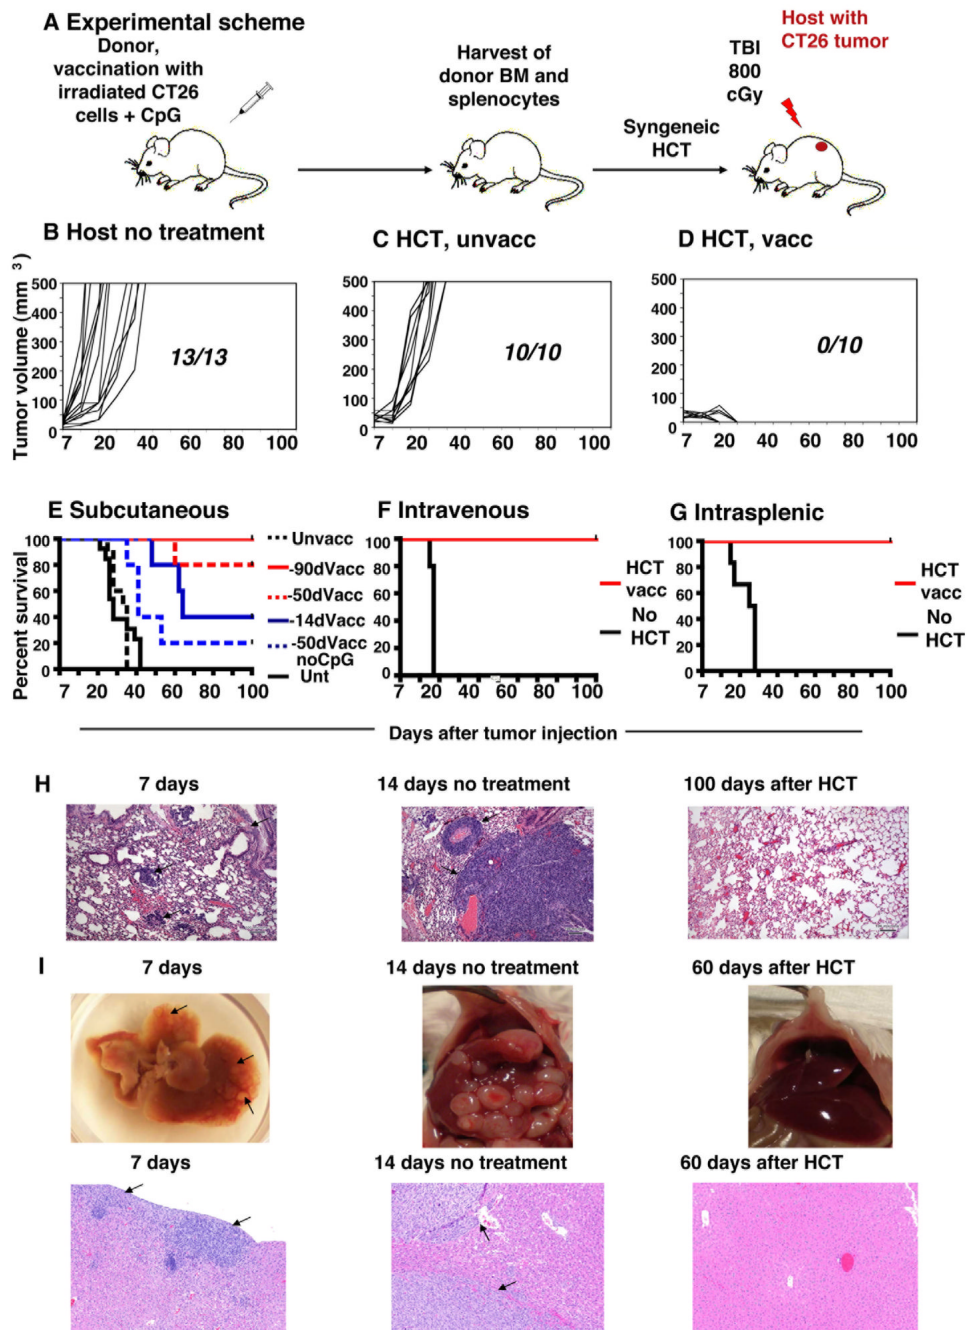 A Experimental scheme
Donor,
vaccination with
irradiated CT26
cells + CpG
Harvest of
donor BM and
splenocytes
Syngeneic
HCT
TBI
800
cGy
Host with
CT26 tumor
B Host no treatment
C HCT, unvacc
D HCT, vacc
Tumor volume (mm 3)
500
400
300
200
100
0
7 20 40 60 80 100
13/13
500
400
300
200
100
0
7 20 40 60 80 100
10/10
500
400
300
200
100
0
7 20 40 60 80 100
0/10
E Subcutaneous
F Intravenous
G Intrasplenic
Percent survival
100
80
60
40
20
0
7 20 40 60 80 100
Unvacc
-90dVacc
-50dVacc
-14dVacc
-50dVacc
noCpG
Unt
100
80
60
40
20
0
7 20 40 60 80 100
HCT
vacc
No
HCT
100
80
60
40
20
0
7 20 40 60 80 100
HCT
vacc
No
HCT
Days after tumor injection
H
7 days
14 days no treatment
100 days after HCT
I
7 days
14 days no treatment
60 days after HCT
7 days
14 days no treatment
60 days after HCT